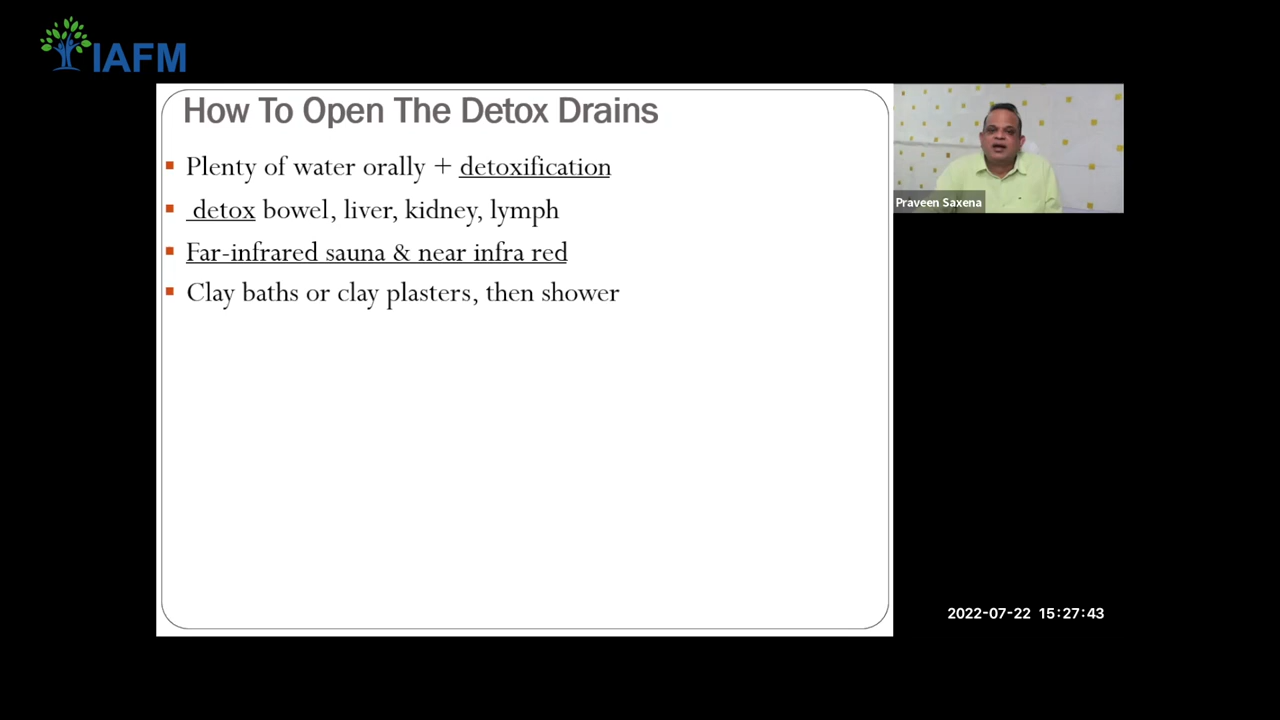 IAFM
How To Open The Detox Drains
Plenty of water orally + detoxification
detox bowel, liver, kidney, lymph
Far-infrared sauna & near infra red
Clay baths or clay plasters, then shower
Praveen Saxena
2022-07-22 15:27:43